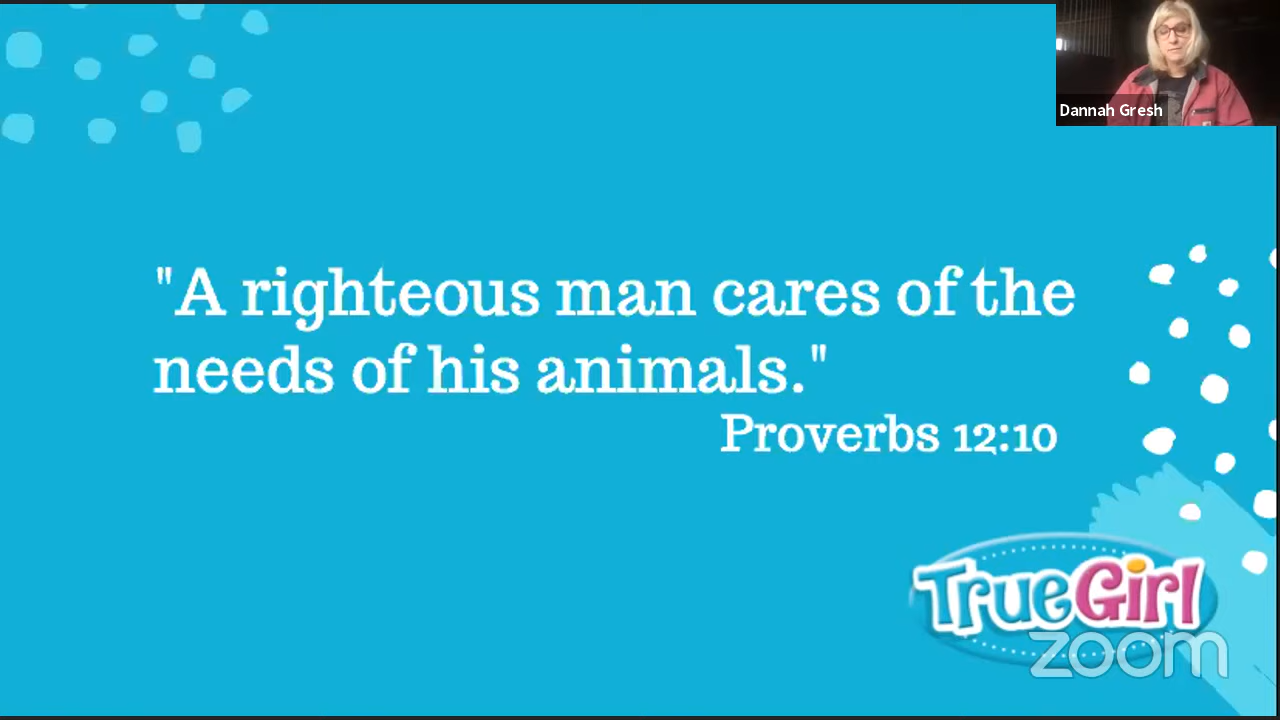 Dannah Gresh
"A righteous man cares of the
needs of his animals."
Proverbs 12:10
TrueGirl
zoom